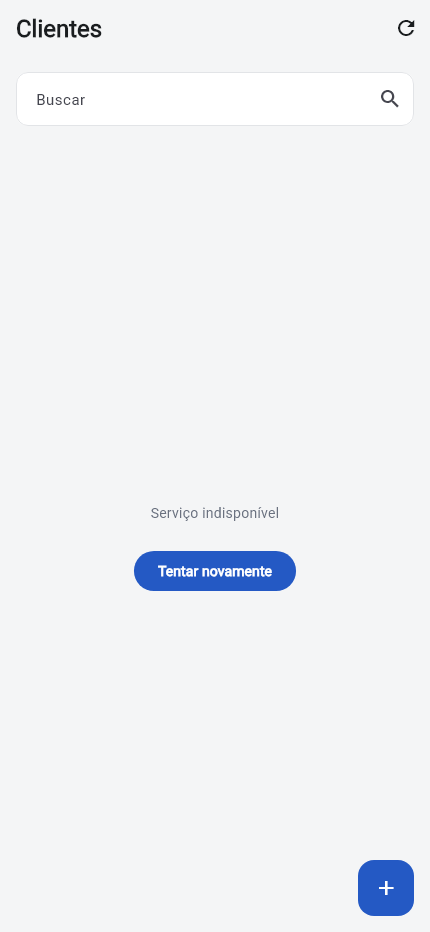 Clientes
Buscar
Serviço indisponível
Tentar novamente